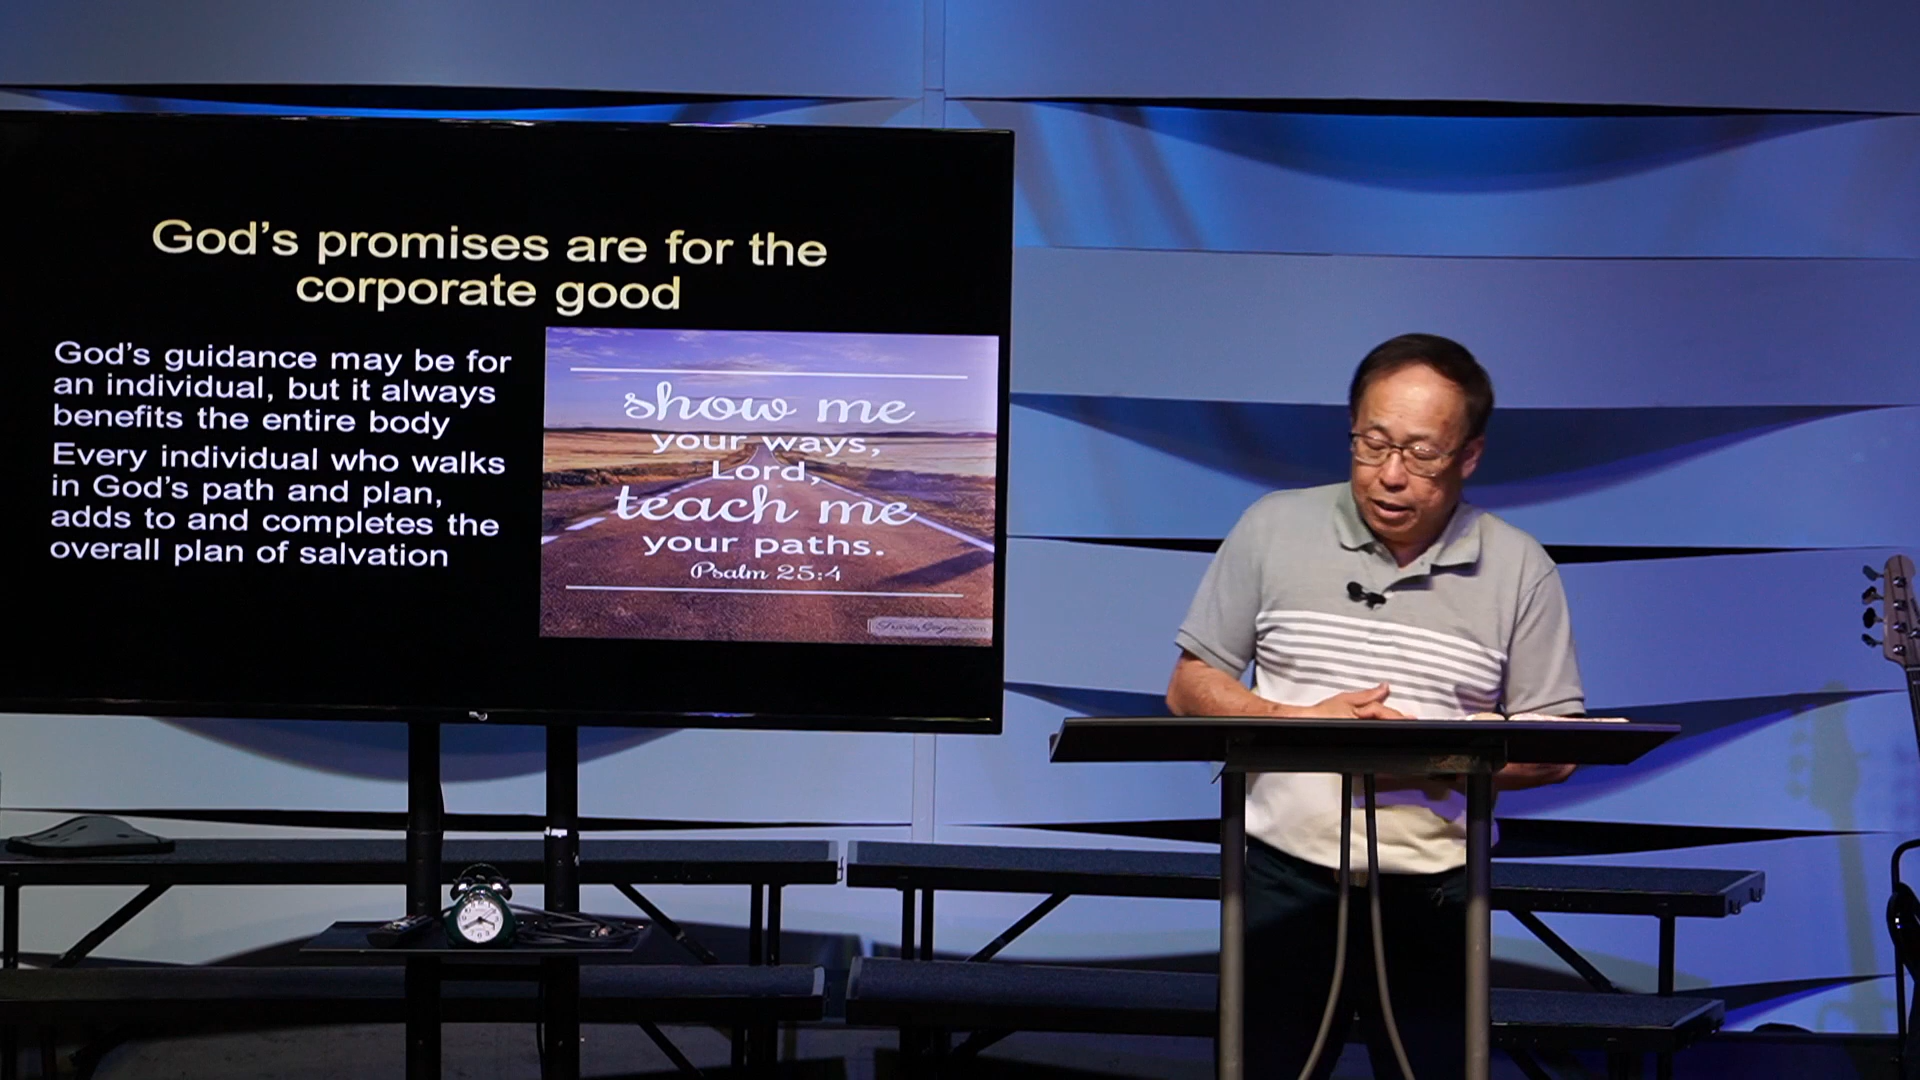 God's promises are for the
corporate good
God's guidance may be for
an individual, but it always
benefits the entire body
Every individual who walks
in God's path and plan,
adds to and completes the
overall plan of salvation
show me
your ways,
Lord,
teach me
your paths.
Psalm 25:4